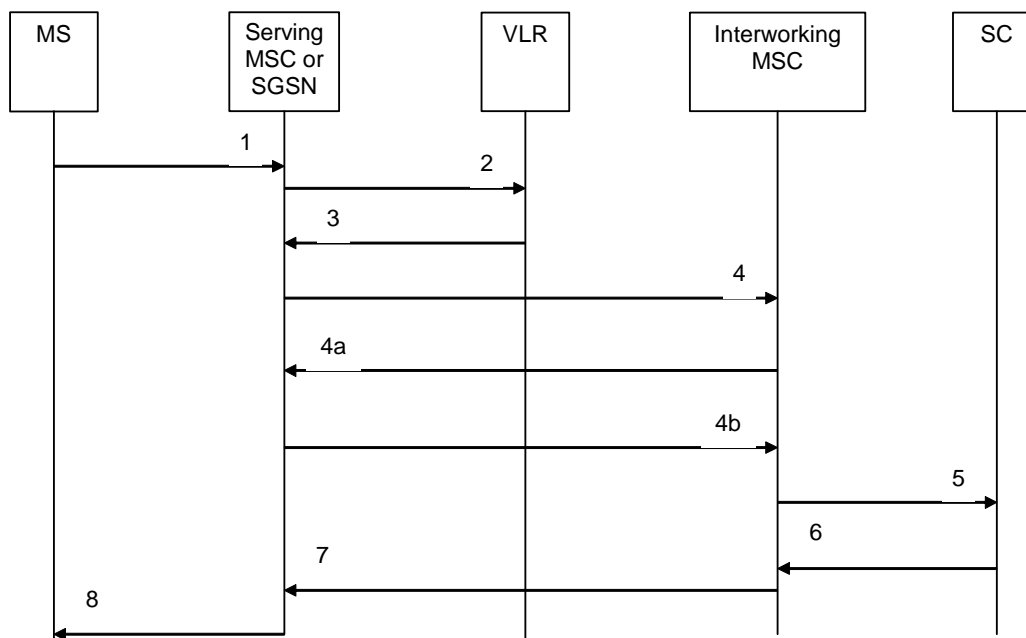 MS
Serving
MSC or
SGSN
VLR
Interworking
MSC
SC
1
2
3
4
4a
4b
5
6
7
8